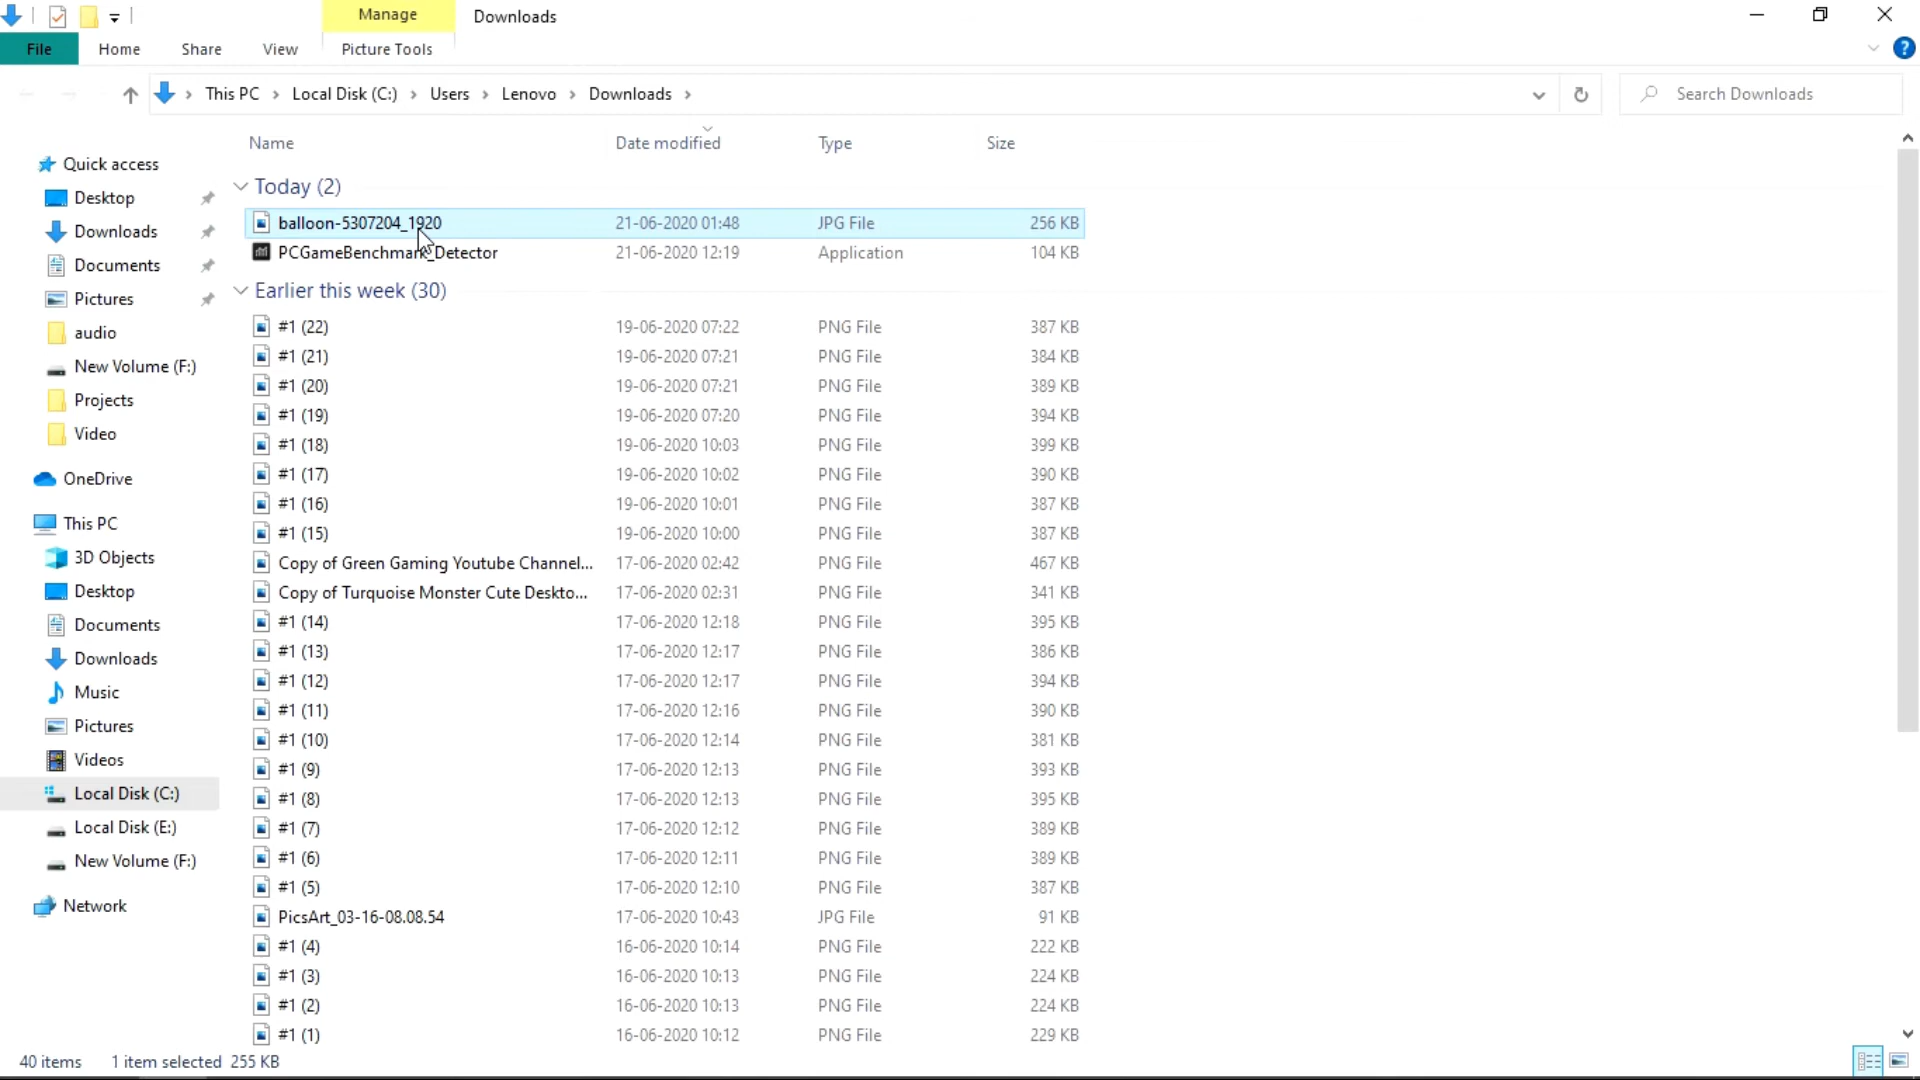 Manage Downloads
File Home Share View Picture Tools
?
This PC Local Disk (C:) Users Lenovo Downloads Search Downloads
Name Date modified Type Size
Quick access
Desktop
Downloads
Documents
Pictures
audio
New Volume (F:)
Projects
Video
OneDrive
This PC
3D Objects
Desktop
Documents
Downloads
Music
Pictures
Videos
Local Disk (C:)
Local Disk (E:)
New Volume (F:)
Network
Today (2)
balloon-5307204_1920 21-06-2020 01:48 JPG File 256 KB
PCGameBenchmark_Detector 21-06-2020 12:19 Application 104 KB
Earlier this week (30)
#1 (22) 19-06-2020 07:22 PNG File 387 KB
#1 (21) 19-06-2020 07:21 PNG File 384 KB
#1 (20) 19-06-2020 07:21 PNG File 389 KB
#1 (19) 19-06-2020 07:20 PNG File 394 KB
#1 (18) 19-06-2020 10:03 PNG File 399 KB
#1 (17) 19-06-2020 10:02 PNG File 390 KB
#1 (16) 19-06-2020 10:01 PNG File 387 KB
#1 (15) 19-06-2020 10:00 PNG File 387 KB
Copy of Green Gaming Youtube Channel... 17-06-2020 02:42 PNG File 467 KB
Copy of Turquoise Monster Cute Deskto... 17-06-2020 02:31 PNG File 341 KB
#1 (14) 17-06-2020 12:18 PNG File 395 KB
#1 (13) 17-06-2020 12:17 PNG File 386 KB
#1 (12) 17-06-2020 12:17 PNG File 394 KB
#1 (11) 17-06-2020 12:16 PNG File 390 KB
#1 (10) 17-06-2020 12:14 PNG File 381 KB
#1 (9) 17-06-2020 12:13 PNG File 393 KB
#1 (8) 17-06-2020 12:13 PNG File 395 KB
#1 (7) 17-06-2020 12:12 PNG File 389 KB
#1 (6) 17-06-2020 12:11 PNG File 389 KB
#1 (5) 17-06-2020 12:10 PNG File 387 KB
PicsArt_03-16-08.08.54 17-06-2020 10:43 JPG File 91 KB
#1 (4) 16-06-2020 10:14 PNG File 222 KB
#1 (3) 16-06-2020 10:13 PNG File 224 KB
#1 (2) 16-06-2020 10:13 PNG File 224 KB
#1 (1) 16-06-2020 10:12 PNG File 229 KB
40 items 1 item selected 255 KB